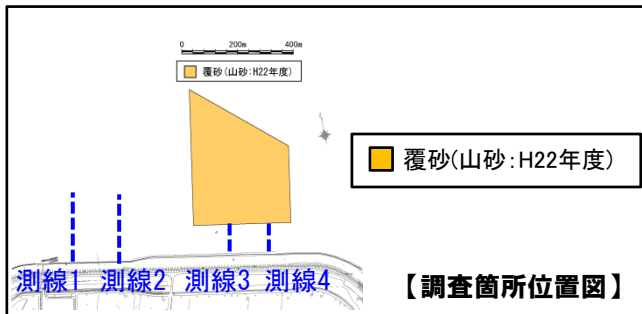 0 200m 400m
覆砂(山砂:H22年度)
覆砂(山砂:H22年度)
測線1 測線2 測線3 測線4
【調査箇所位置図】